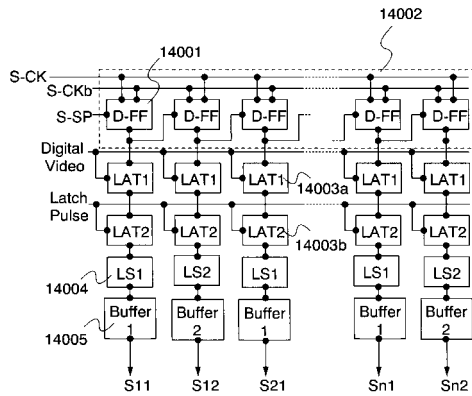 14001
14002
S-CK
S-CKb
S-SP
D-FF D-FF D-FF D-FF D-FF
Digital
Video
LAT1 LAT1 LAT1 LAT1 LAT1
14003a
Latch
Pulse
LAT2 LAT2 LAT2 LAT2 LAT2
14003b
14004
LS1 LS2 LS1 LS1 LS2
14005
Buffer Buffer Buffer Buffer Buffer
1 2 1 1 2
S11 S12 S21 Sn1 Sn2